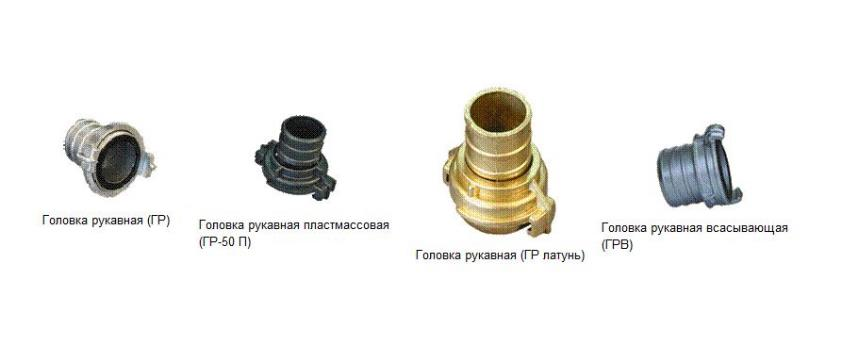 Головка рукавная (ГР)
Головка рукавная пластмассовая
(ГР-50 П)
Головка рукавная (ГР латунь)
Головка рукавная всасывающая
(ГРВ)